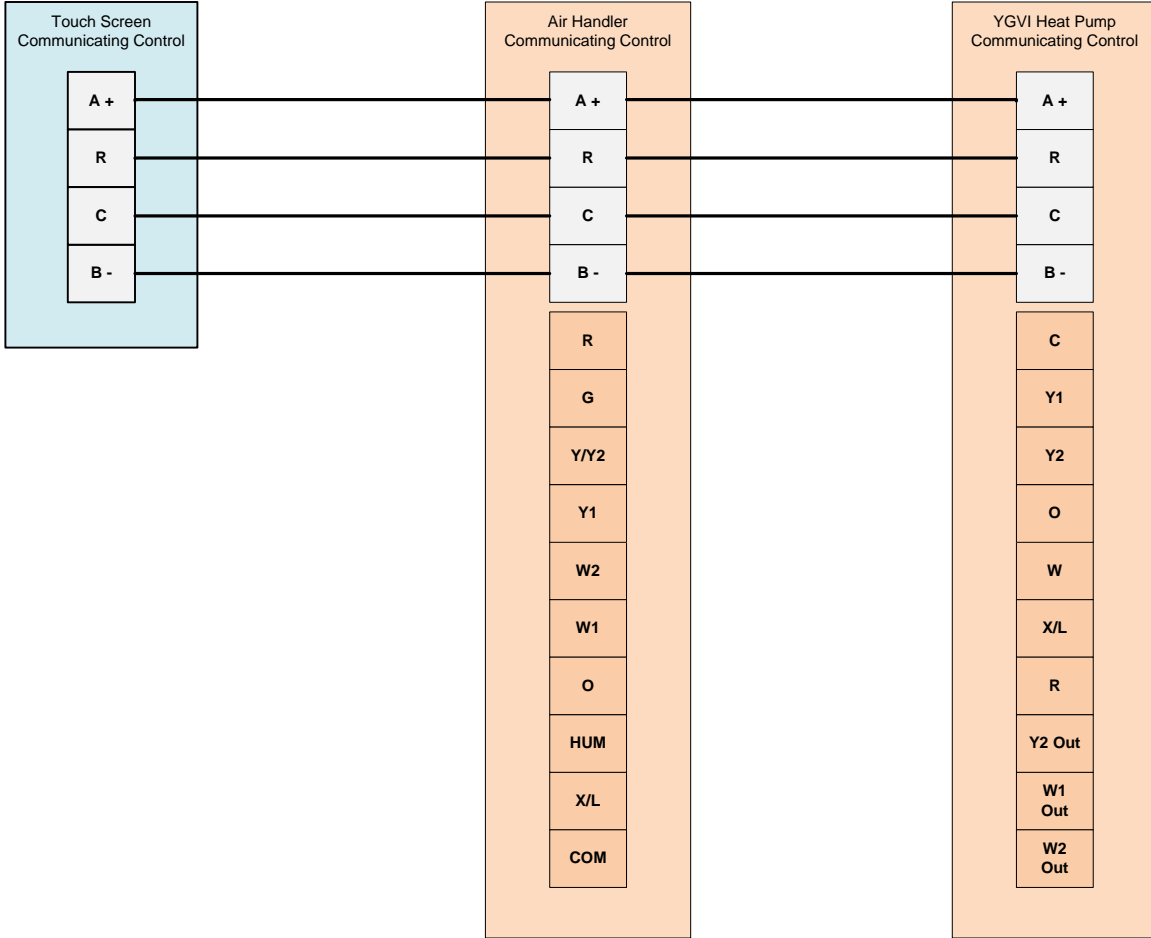 Touch Screen
Communicating Control
A +
R
C
B -
Air Handler
Communicating Control
A +
R
C
B -
R
G
Y/Y2
Y1
W2
W1
O
HUM
X/L
COM
YGVI Heat Pump
Communicating Control
A +
R
C
B -
C
Y1
Y2
O
W
X/L
R
Y2 Out
W1
Out
W2
Out